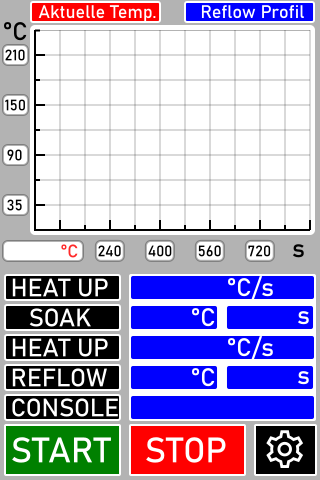 Aktuelle Temp. Reflow Profil
°C
210
150
90
35
°C 240 400 560 720 s
HEAT UP °C/s
SOAK °C s
HEAT UP °C/s
REFLOW °C s
CONSOLE
START STOP